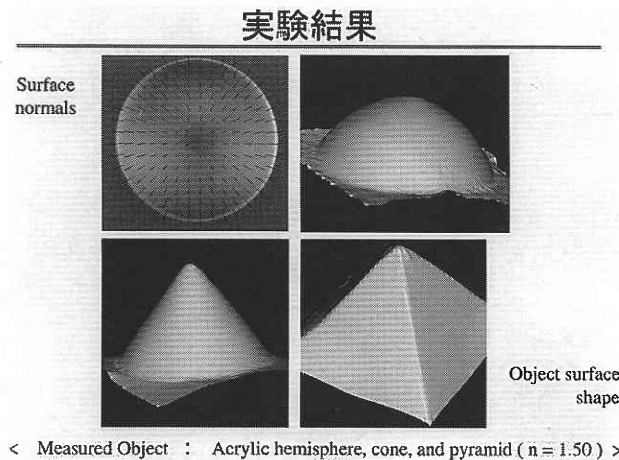 実験結果
Surface
normals
Object surface
shape
< Measured Object : Acrylic hemisphere, cone, and pyramid ( n = 1.50 ) >